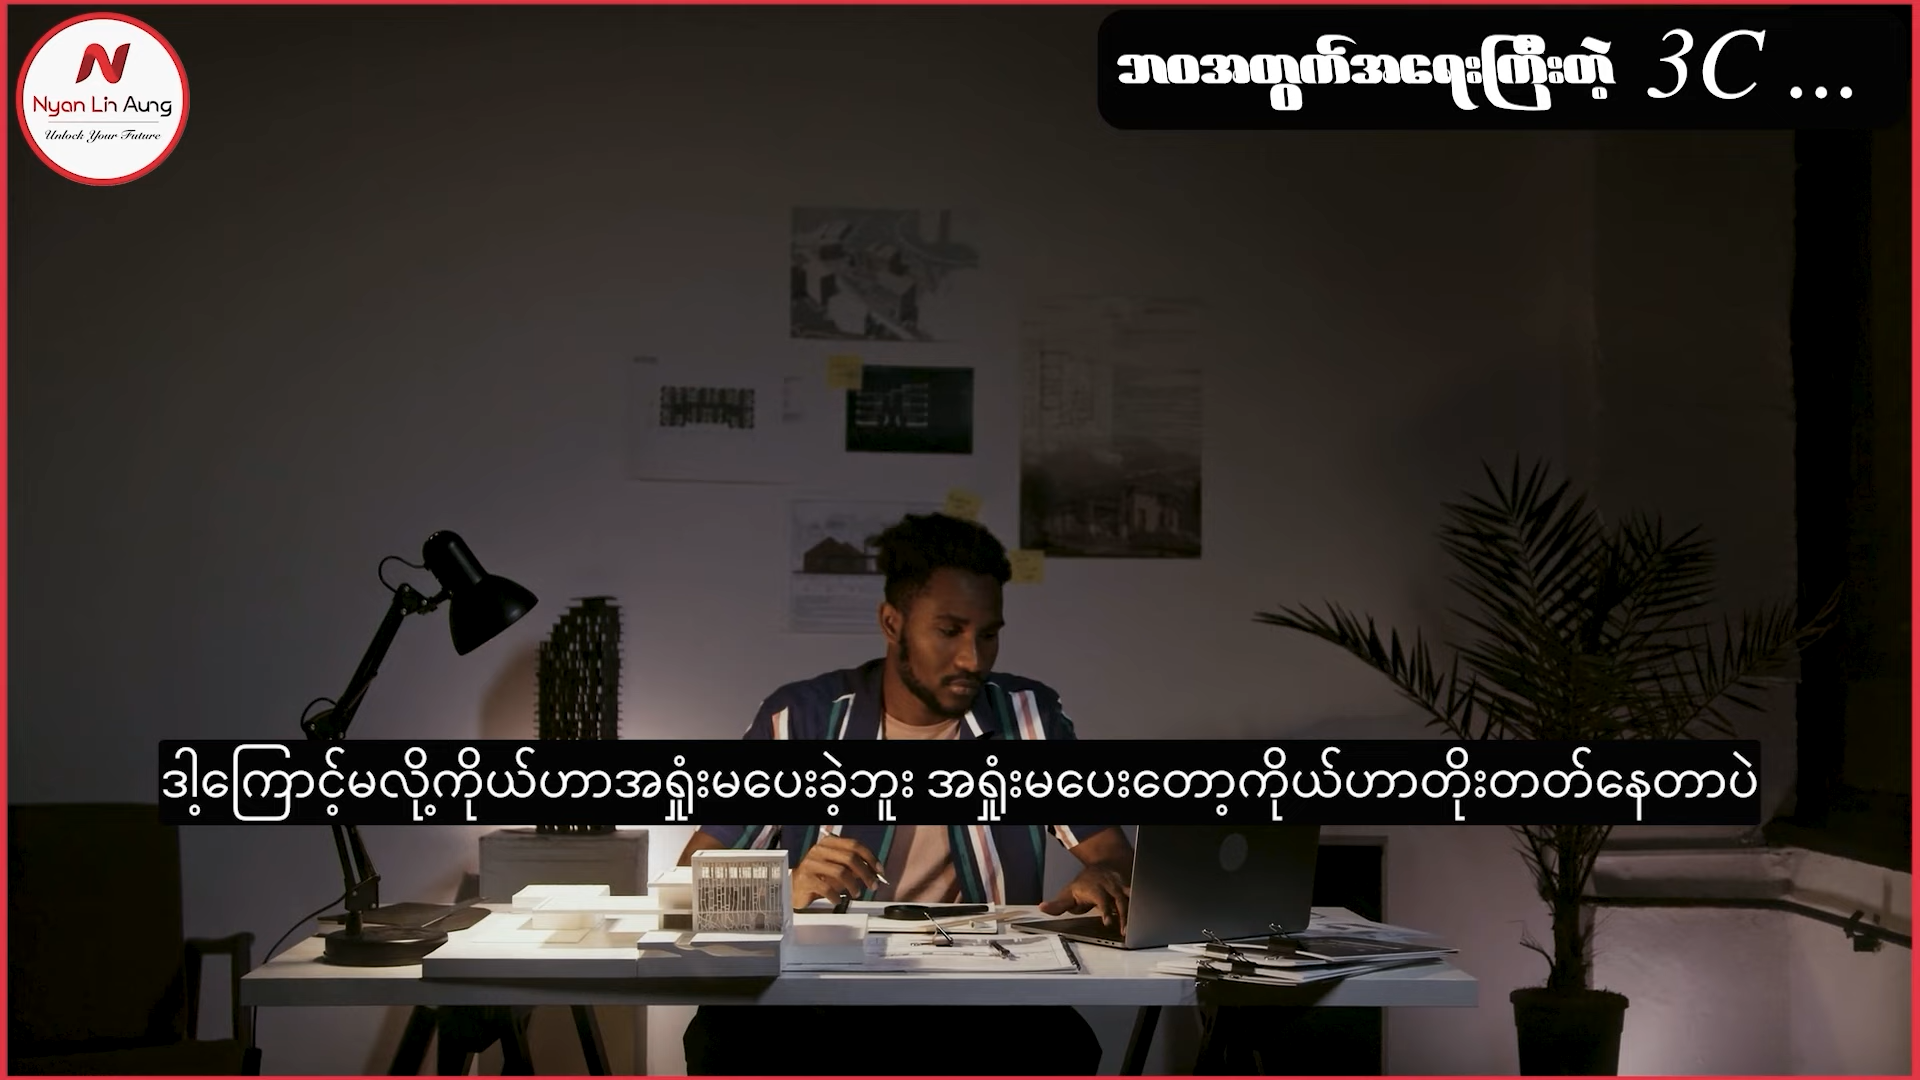 Nyan Lin Aung
Unlock Your Future
ဘဝအတွက်အရေးကြီးတဲ့ 3C ...
ဒါ့ကြောင့်မလို့ကိုယ်ဟာအရှုံးမပေးခဲ့ဘူး အရှုံးမပေးတော့ကိုယ်ဟာတိုးတတ်နေတာပဲ